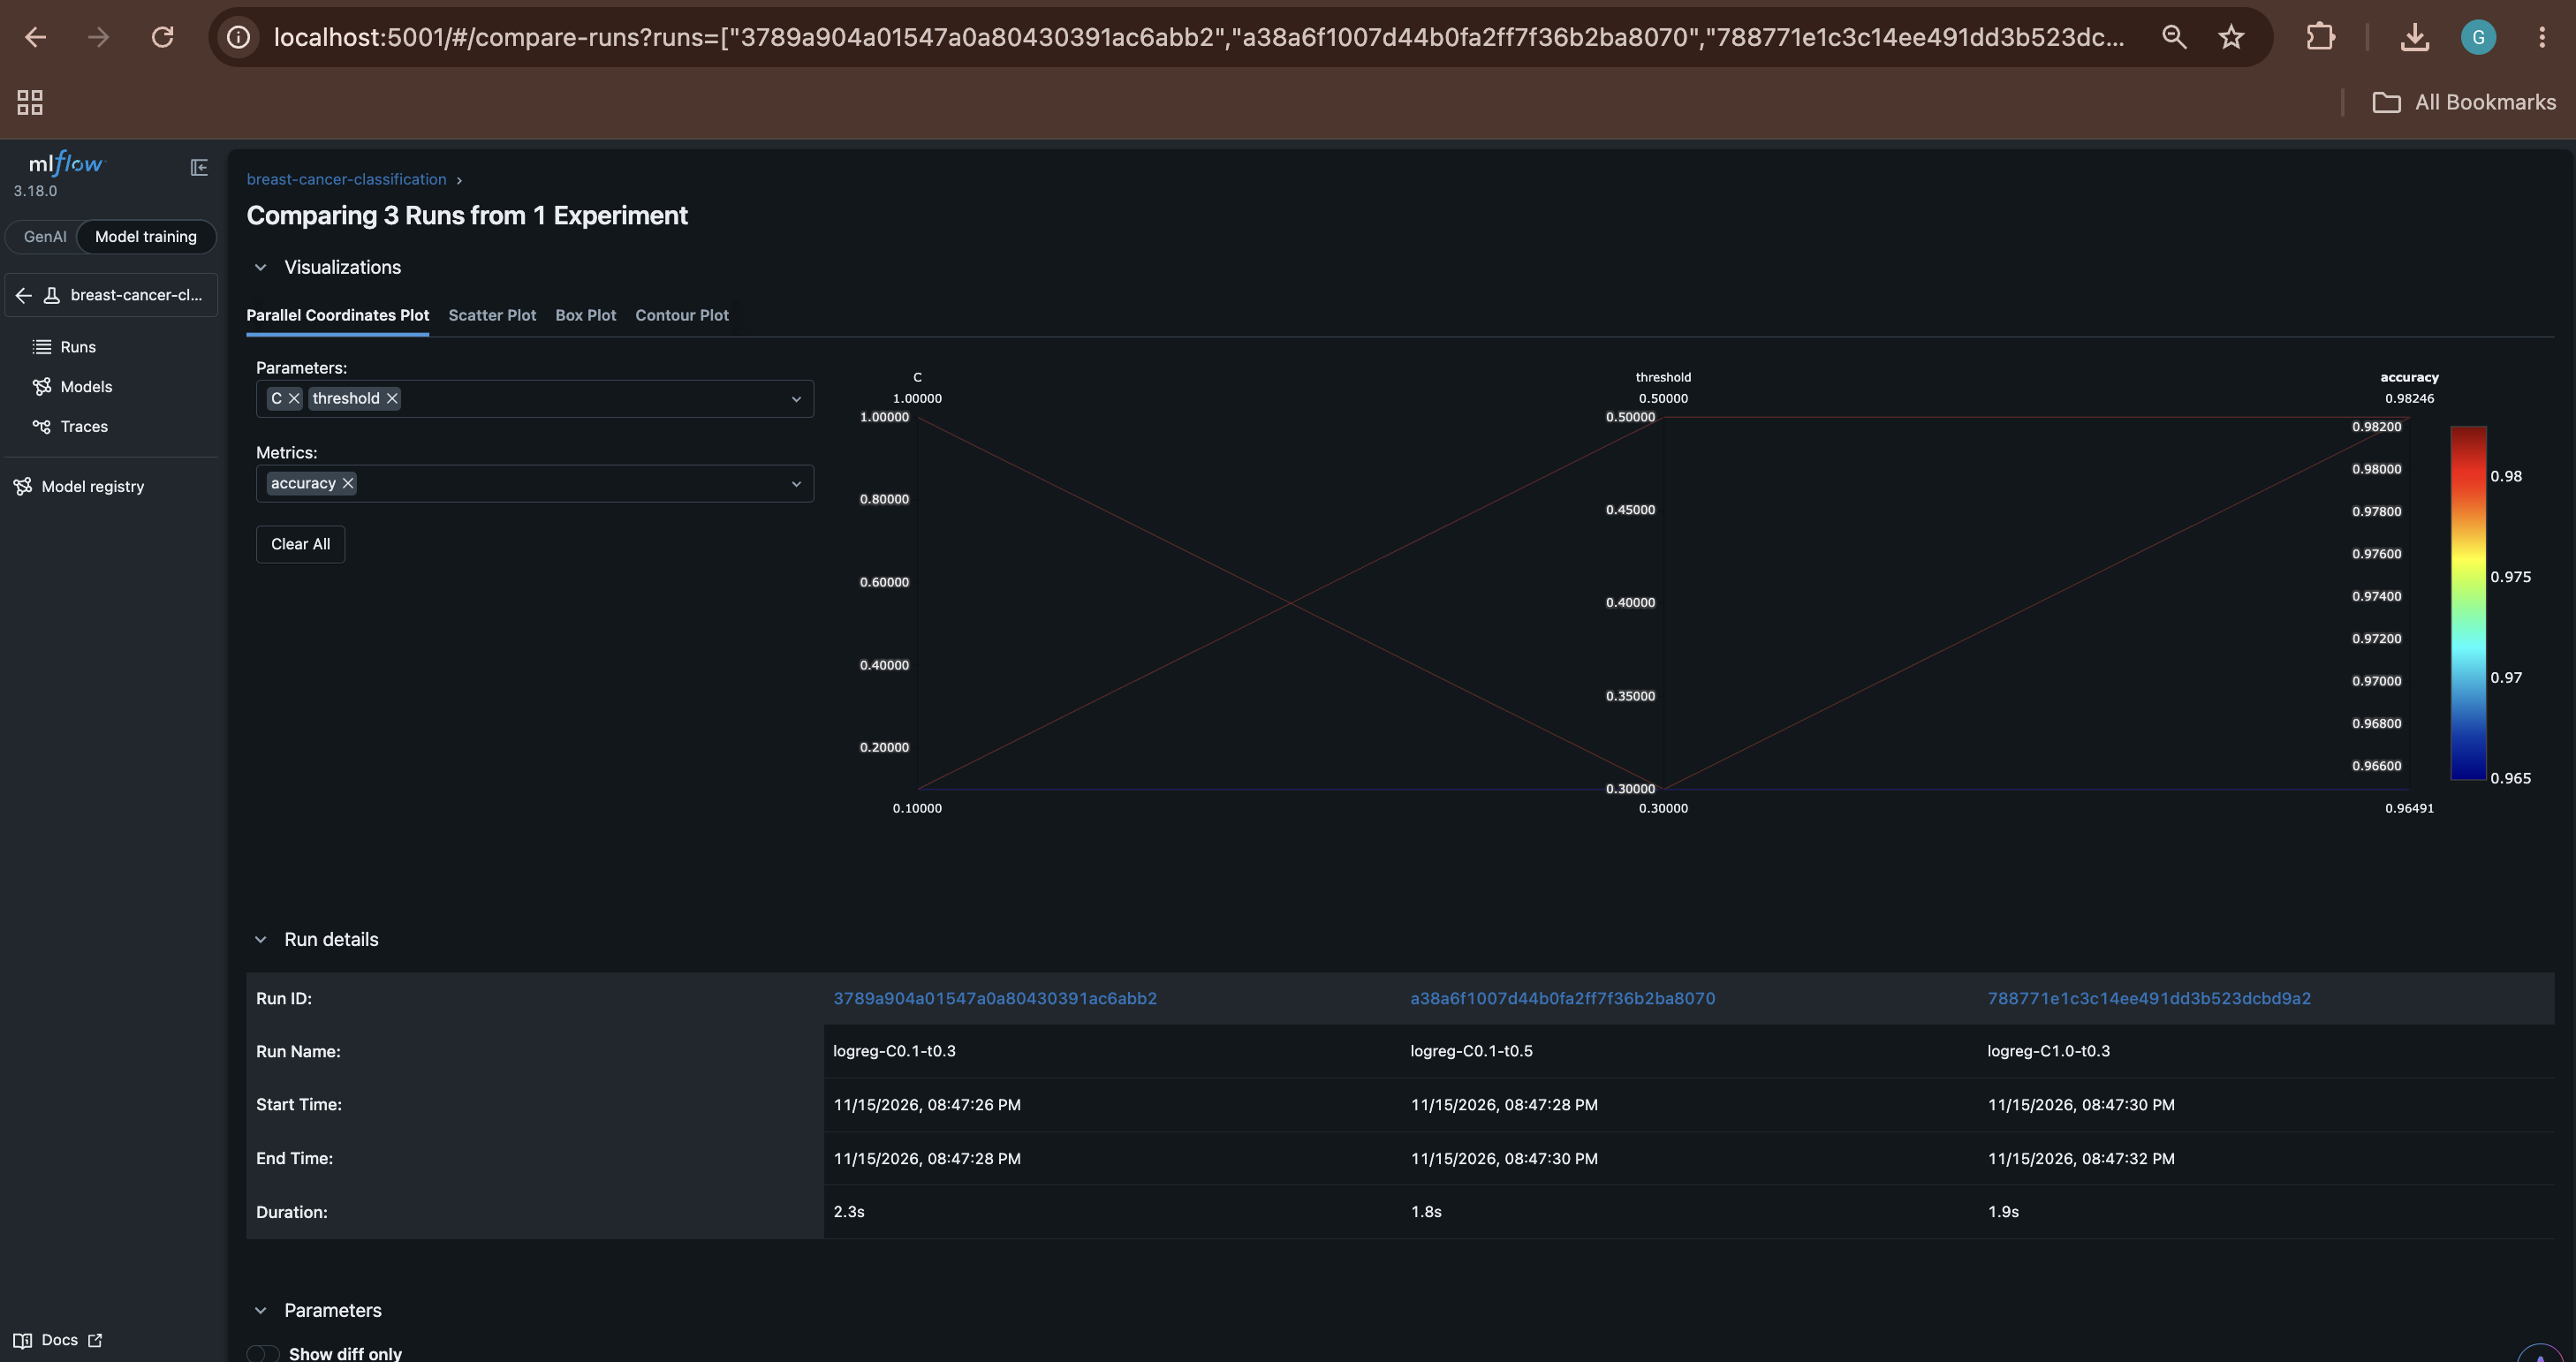 localhost:5001/#/compare-runs?runs=["3789a904a01547a0a80430391ac6abb2","a38a6f1007d44b0fa2ff7f36b2ba8070","788771e1c3c14ee491dd3b523dc...
G
All Bookmarks
mlflow
3.18.0
GenAI Model training
breast-cancer-cl...
Runs
Models
Traces
Model registry
Docs
breast-cancer-classification ›
Comparing 3 Runs from 1 Experiment
Visualizations
Parallel Coordinates Plot Scatter Plot Box Plot Contour Plot
Parameters:
C threshold
Metrics:
accuracy
Clear All
C
1.00000
1.00000
0.80000
0.60000
0.40000
0.20000
0.10000
threshold
0.50000
0.50000
0.45000
0.40000
0.35000
0.30000
0.30000
accuracy
0.98246
0.98200
0.98000
0.97800
0.97600
0.97400
0.97200
0.97000
0.96800
0.96600
0.96491
0.98
0.975
0.97
0.965
Run details
Run ID: 3789a904a01547a0a80430391ac6abb2 a38a6f1007d44b0fa2ff7f36b2ba8070 788771e1c3c14ee491dd3b523dcbd9a2
Run Name: logreg-C0.1-t0.3 logreg-C0.1-t0.5 logreg-C1.0-t0.3
Start Time: 11/15/2026, 08:47:26 PM 11/15/2026, 08:47:28 PM 11/15/2026, 08:47:30 PM
End Time: 11/15/2026, 08:47:28 PM 11/15/2026, 08:47:30 PM 11/15/2026, 08:47:32 PM
Duration: 2.3s 1.8s 1.9s
Parameters
Show diff only